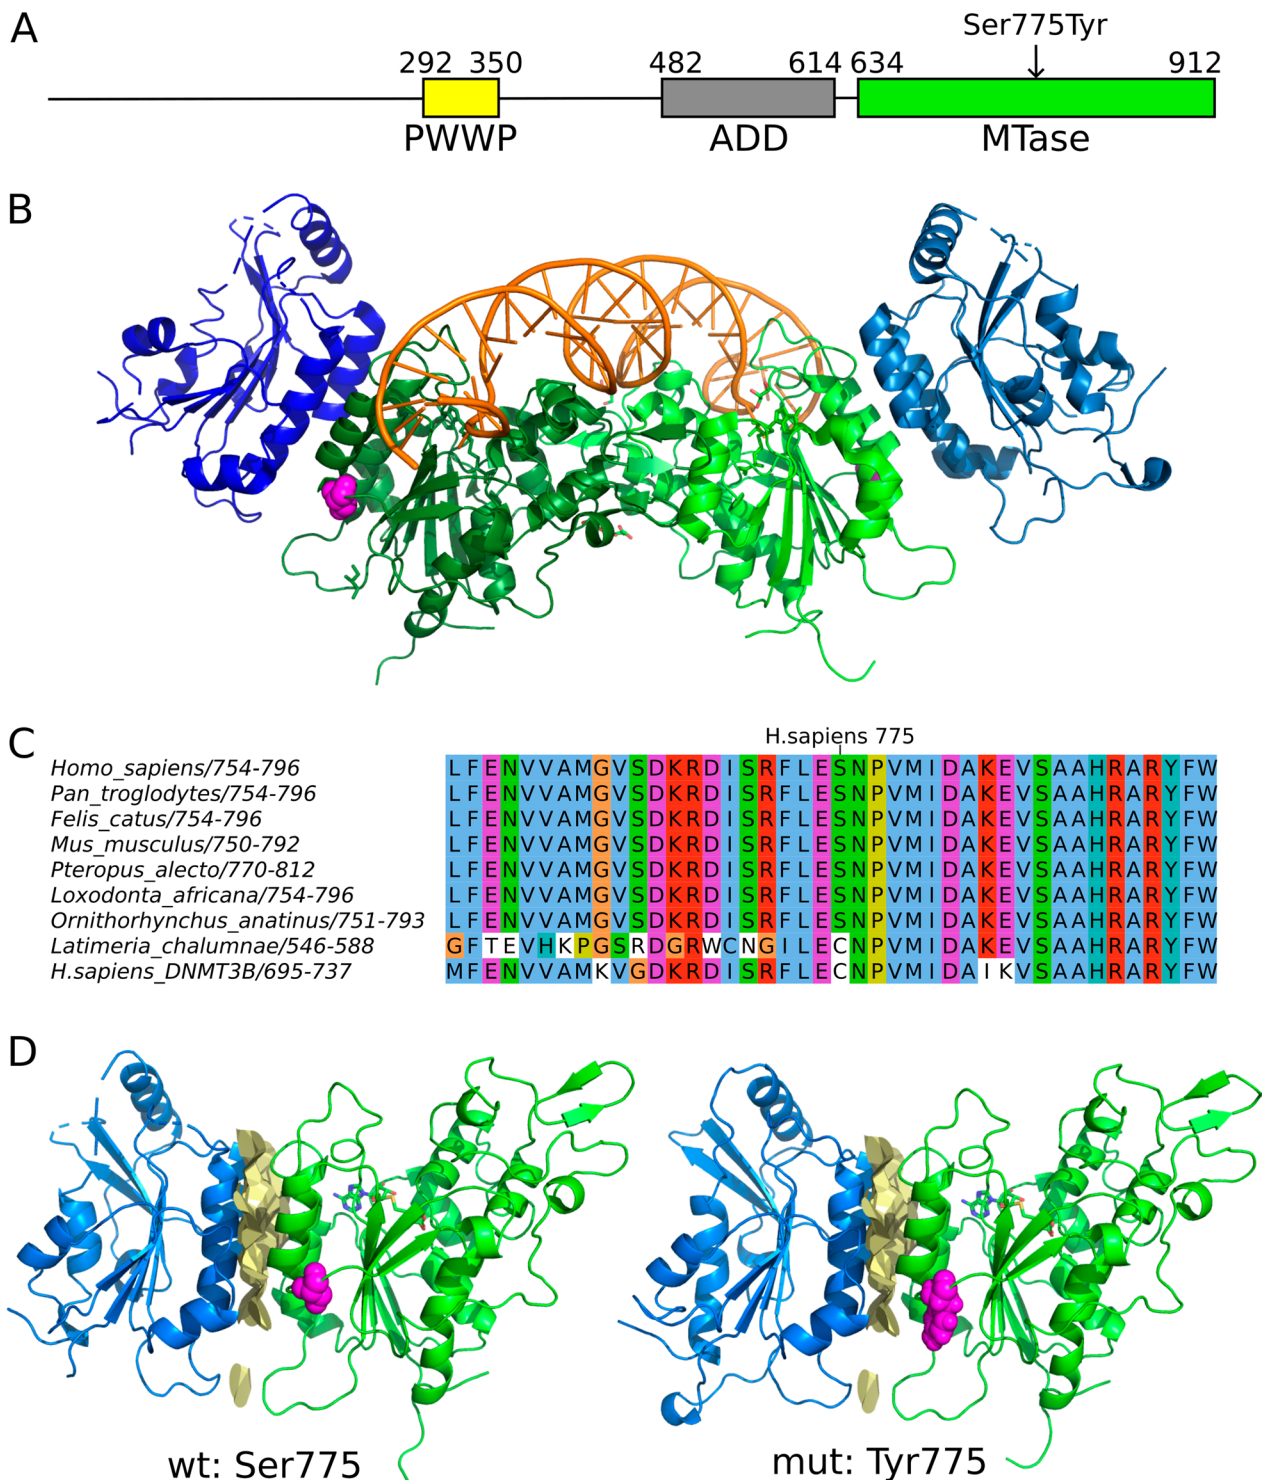 A
Ser775Tyr
292 350 482 614 634 912
PWWP ADD MTase
B
C
H.sapiens 775
Homo_sapiens/754-796 LFENVVAMGVSDKRDISRFLESNPVMIDAKEVSAAHRARYFW
Pan_troglodytes/754-796 LFENVVAMGVSDKRDISRFLESNPVMIDAKEVSAAHRARYFW
Felis_catus/754-796 LFENVVAMGVSDKRDISRFLESNPVMIDAKEVSAAHRARYFW
Mus_musculus/750-792 LFENVVAMGVSDKRDISRFLESNPVMIDAKEVSAAHRARYFW
Pteropus_alecto/770-812 LFENVVAMGVSDKRDISRFLESNPVMIDAKEVSAAHRARYFW
Loxodonta_africana/754-796 LFENVVAMGVSDKRDISRFLESNPVMIDAKEVSAAHRARYFW
Ornithorhynchus_anatinus/751-793 LFENVVAMGVSDKRDISRFLESNPVMIDAKEVSAAHRARYFW
Latimeria_chalumnae/546-588 GFTEVHKPGSRDGRWCNGILECNPVMIDAKEVSAAHRARYFW
H.sapiens_DNMT3B/695-737 MFENVVAMKVGDKRDISRFLECNPVMIDAIKVSAAHRARYFW
D
wt: Ser775 mut: Tyr775